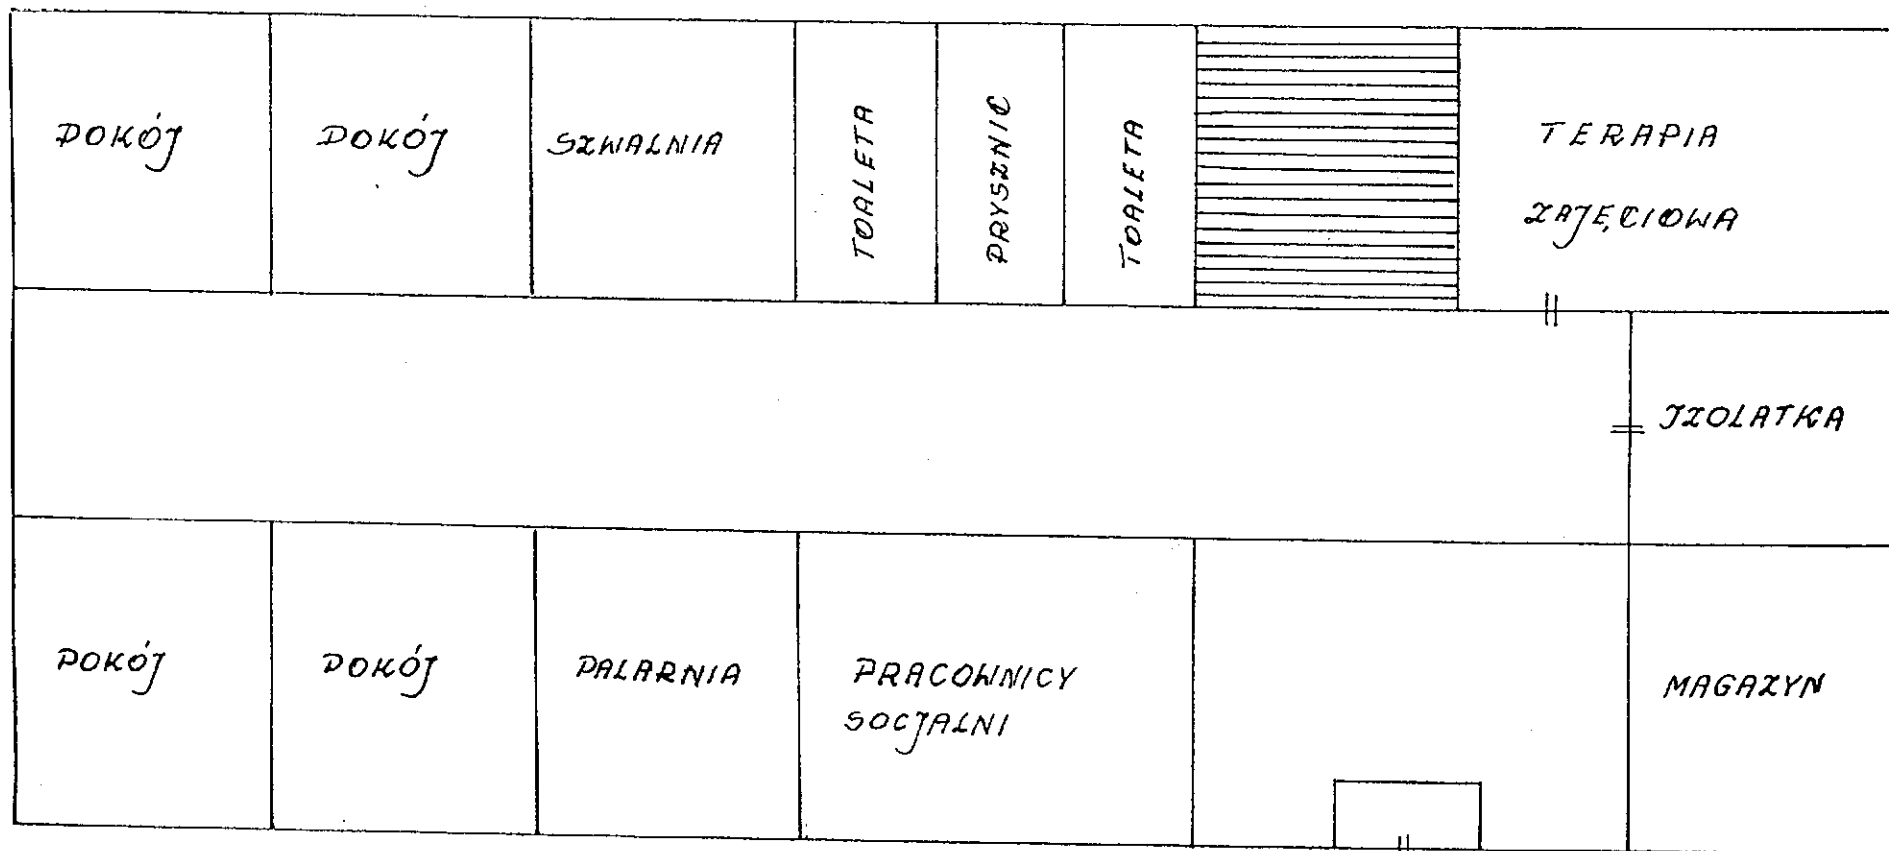 POKÓJ
POKÓJ
SZWALNIA
TOALETA
PRYSZNIC
TOALETA
TERAPIA
ZAJĘCIOWA
IZOLATKA
POKÓJ
POKÓJ
PALARNIA
PRACOWNICY
SOCJALNI
MAGAZYN